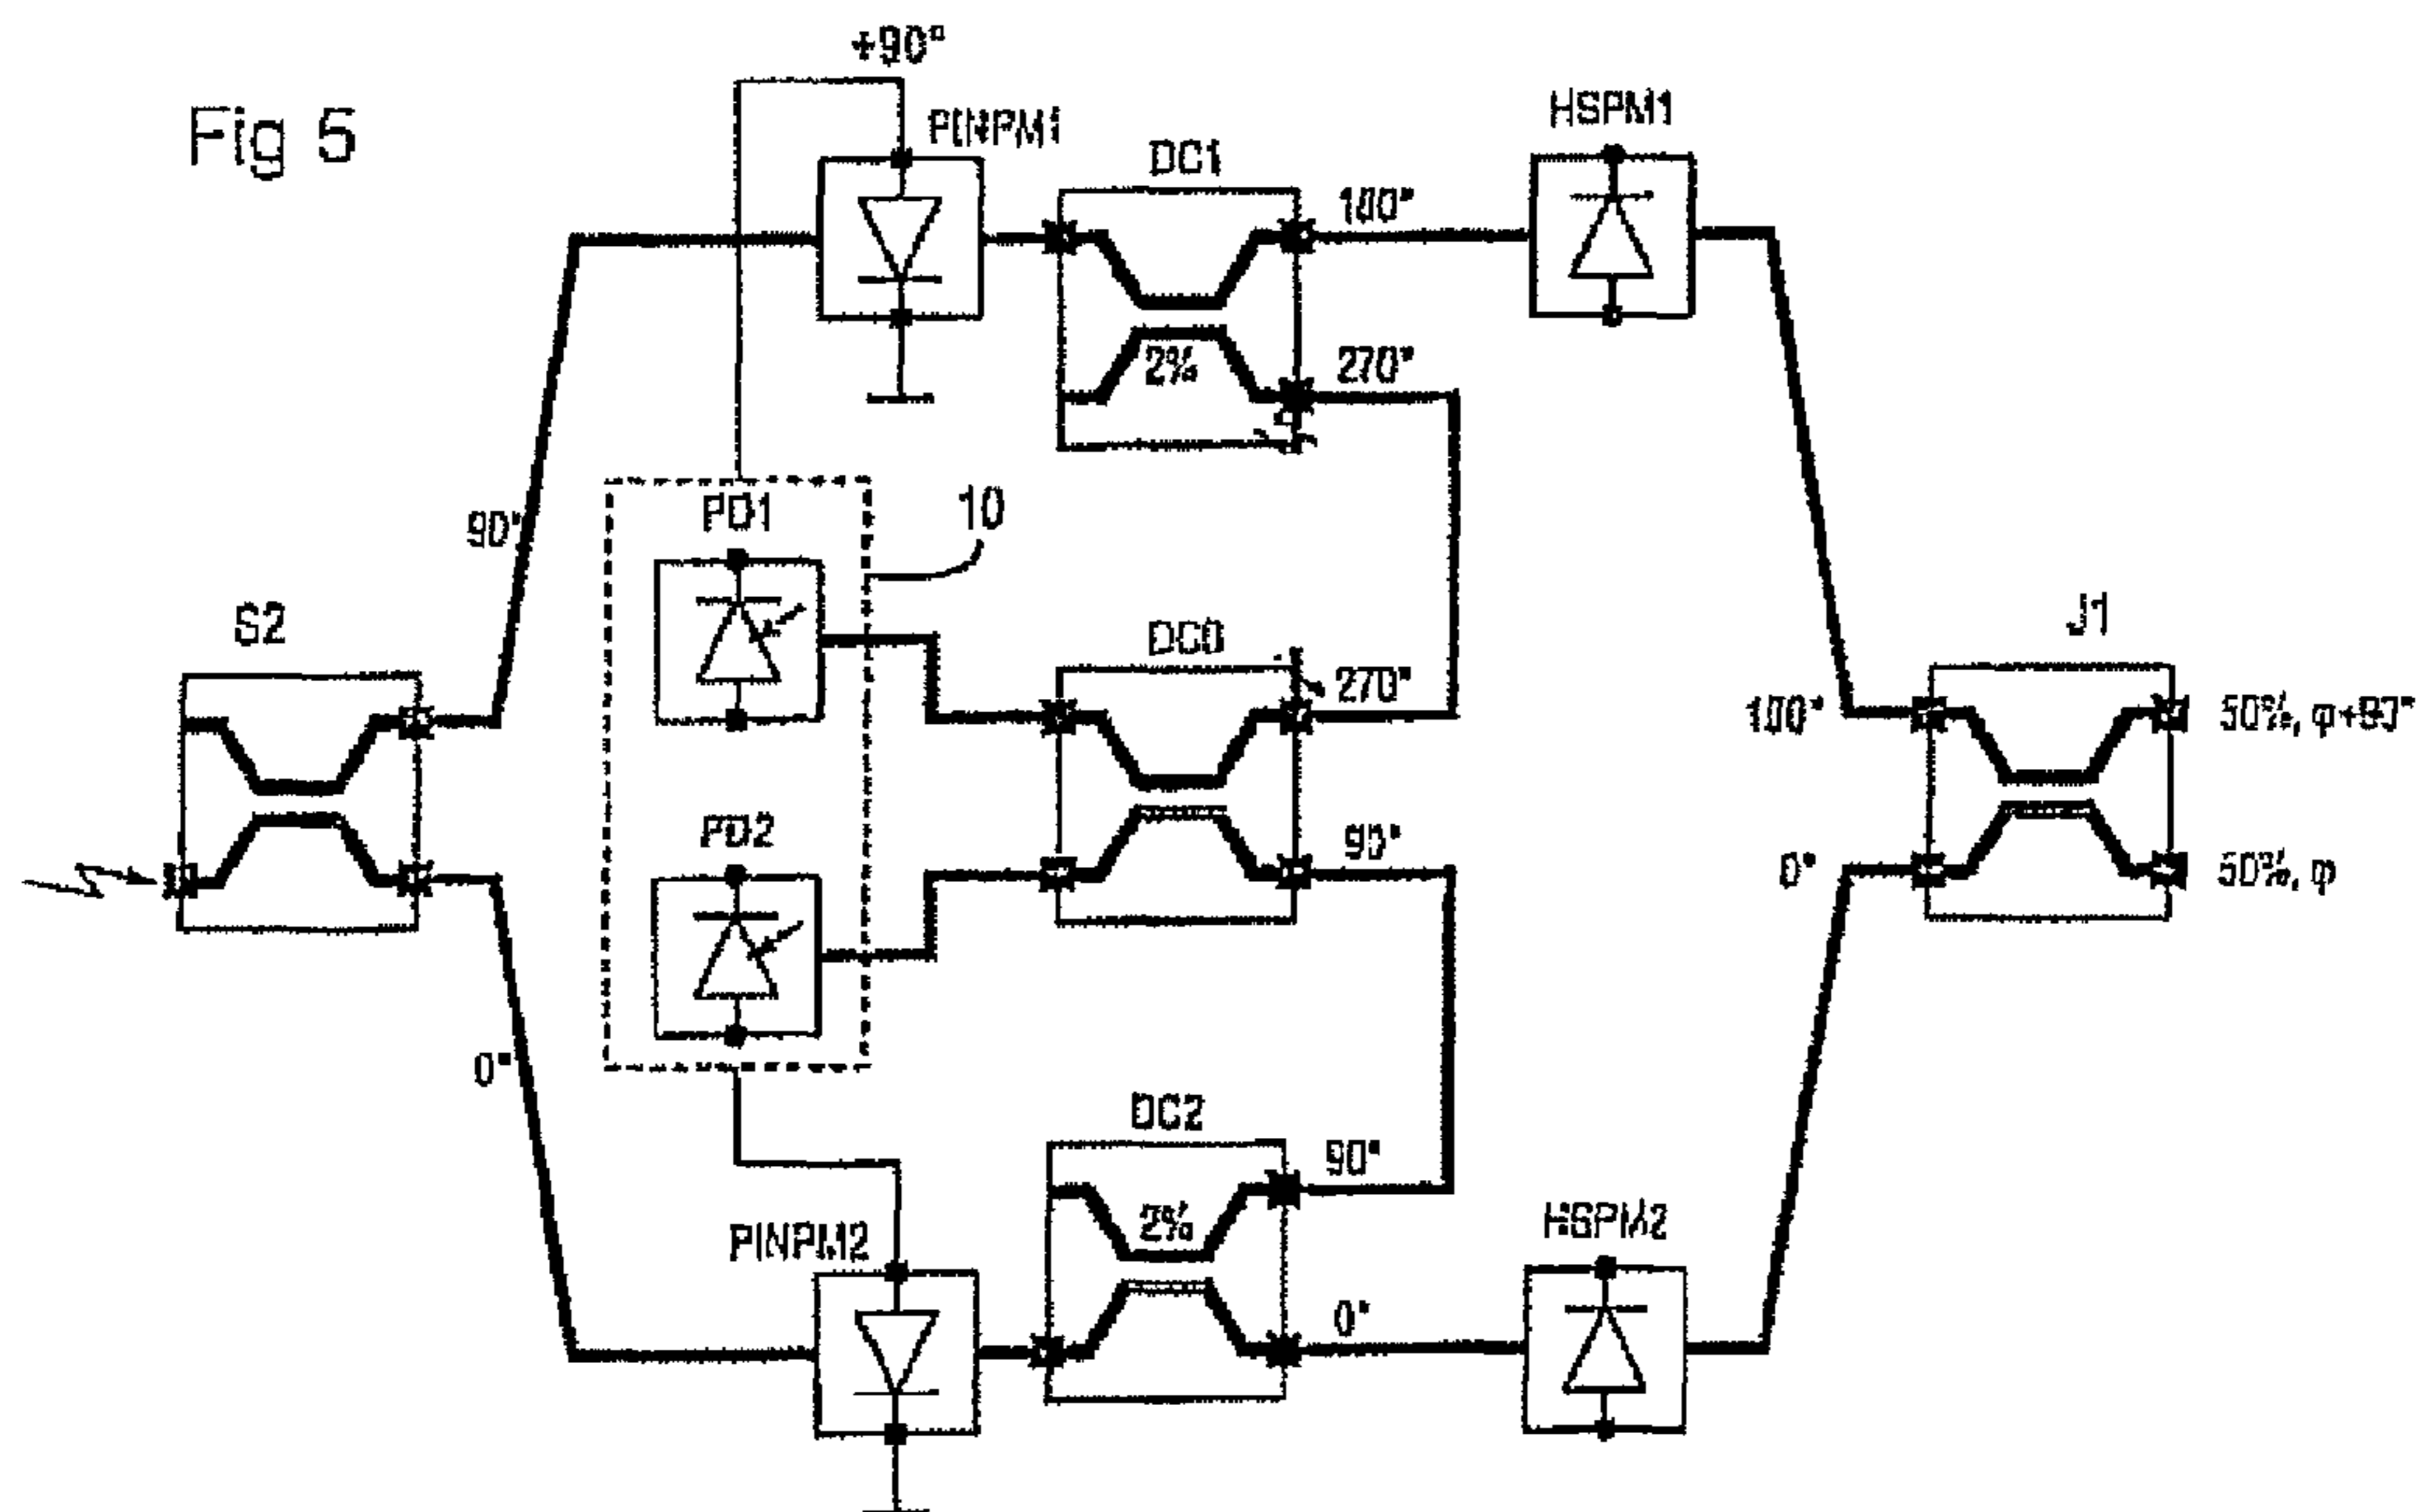 Fig 5
+90°
PINPM1
DC1
HSPM1
180°
2%
270°
PD1
10
90°
S2
DC0
270°
J1
180°
50%, φ+90°
PD2
90°
0°
50%, φ
0°
DC2
90°
PINPM2
2%
HSPM2
0°